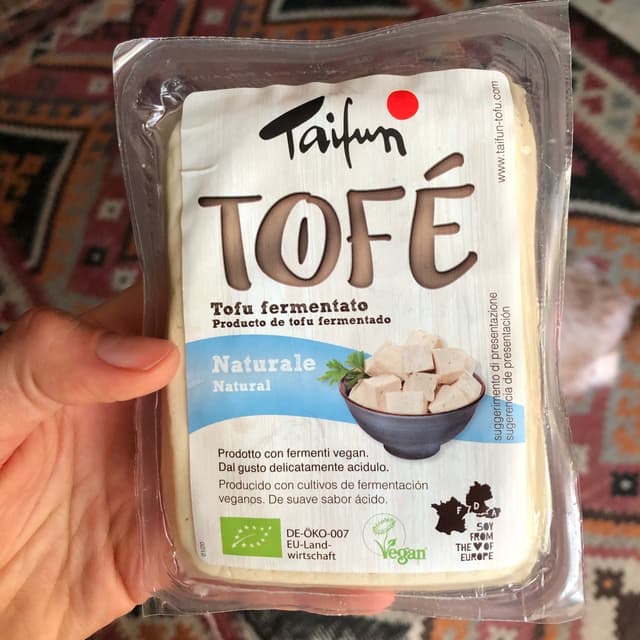 Taifun
www.taifun-tofu.com
TOFÉ
Tofu fermentato
Producto de tofu fermentado
Naturale
Natural
suggerimento di presentazione
sugerencia de presentación
Prodotto con fermenti vegan.
Dal gusto delicatamente acidulo.
Producido con cultivos de fermentación
veganos. De suave sabor ácido.
DE-ÖKO-007
EU-Land-
wirtschaft
Vegan
F D A
SOY
FROM
THE OF
EUROPE